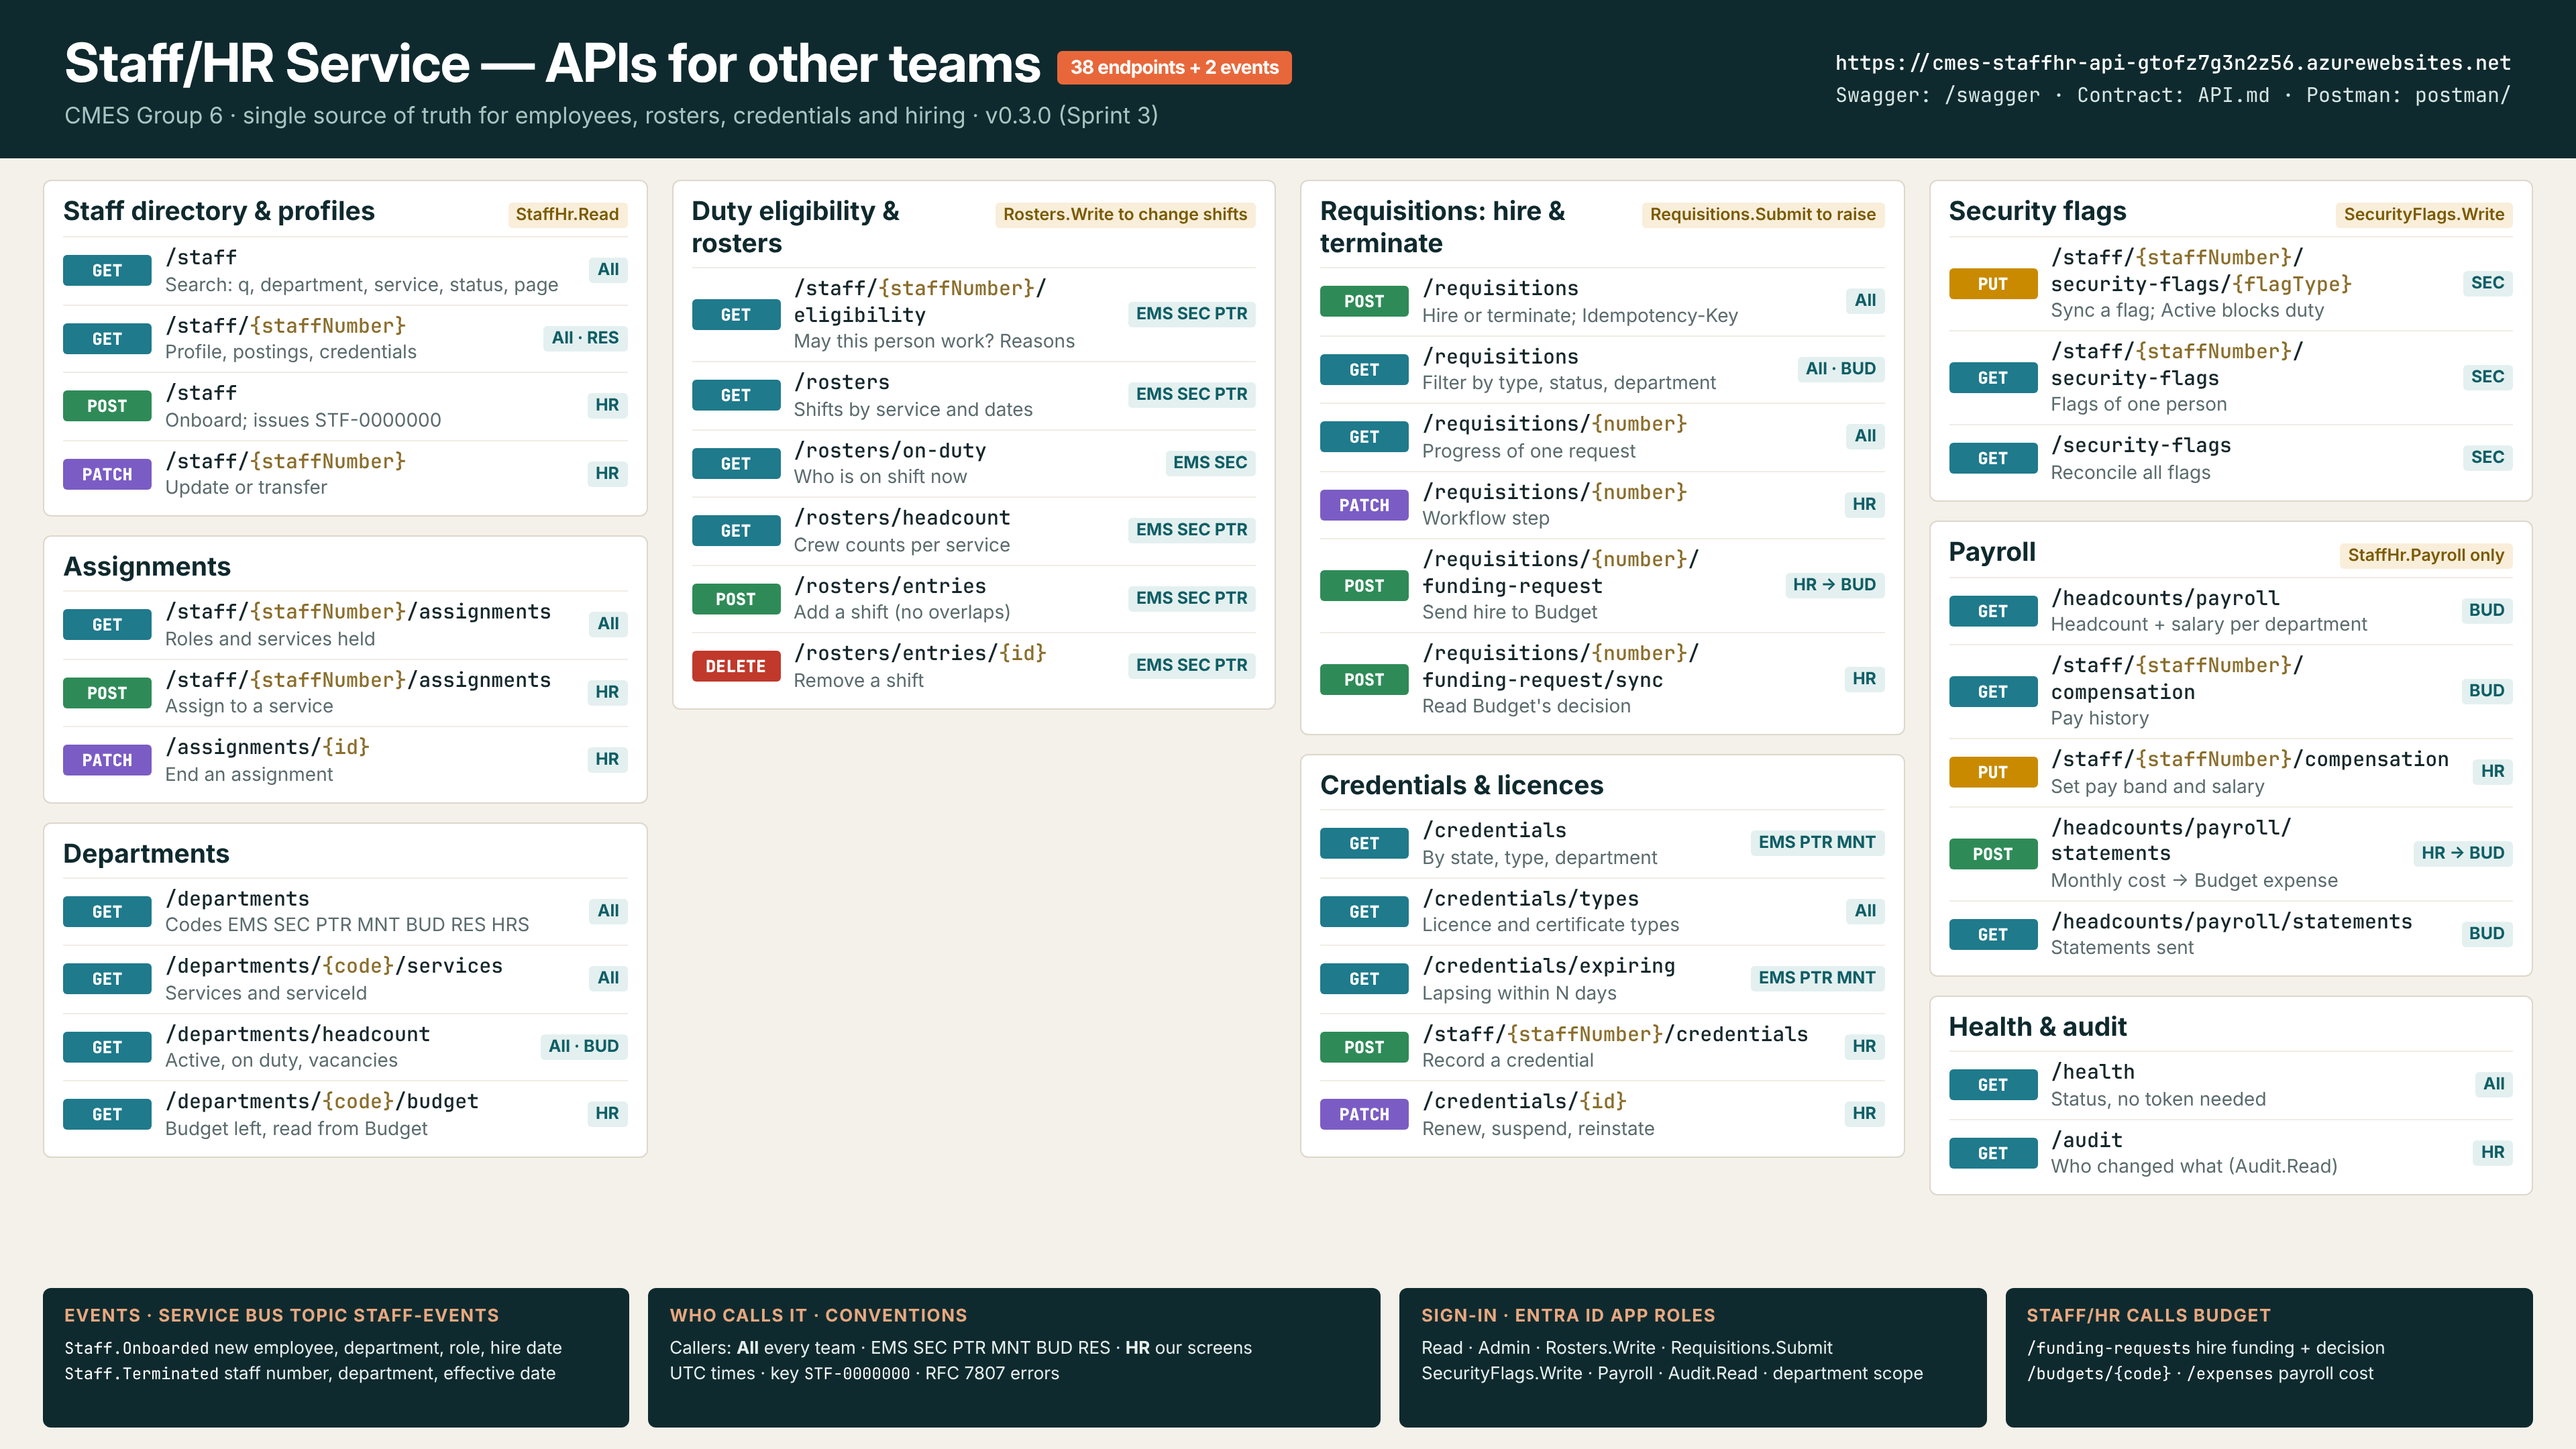 Staff/HR Service — APIs for other teams
38 endpoints + 2 events
CMES Group 6 · single source of truth for employees, rosters, credentials and hiring · v0.3.0 (Sprint 3)
https://cmes-staffhr-api-gtofz7g3n2z56.azurewebsites.net
Swagger: /swagger · Contract: API.md · Postman: postman/
Staff directory & profiles
StaffHr.Read
GET
/staff
Search: q, department, service, status, page
All
GET
/staff/{staffNumber}
Profile, postings, credentials
All · RES
POST
/staff
Onboard; issues STF-0000000
HR
PATCH
/staff/{staffNumber}
Update or transfer
HR
Assignments
GET
/staff/{staffNumber}/assignments
Roles and services held
All
POST
/staff/{staffNumber}/assignments
Assign to a service
HR
PATCH
/assignments/{id}
End an assignment
HR
Departments
GET
/departments
Codes EMS SEC PTR MNT BUD RES HRS
All
GET
/departments/{code}/services
Services and serviceId
All
GET
/departments/headcount
Active, on duty, vacancies
All · BUD
GET
/departments/{code}/budget
Budget left, read from Budget
HR
Duty eligibility &
rosters
Rosters.Write to change shifts
GET
/staff/{staffNumber}/
eligibility
May this person work? Reasons
EMS SEC PTR
GET
/rosters
Shifts by service and dates
EMS SEC PTR
GET
/rosters/on-duty
Who is on shift now
EMS SEC
GET
/rosters/headcount
Crew counts per service
EMS SEC PTR
POST
/rosters/entries
Add a shift (no overlaps)
EMS SEC PTR
DELETE
/rosters/entries/{id}
Remove a shift
EMS SEC PTR
Requisitions: hire &
terminate
Requisitions.Submit to raise
POST
/requisitions
Hire or terminate; Idempotency-Key
All
GET
/requisitions
Filter by type, status, department
All · BUD
GET
/requisitions/{number}
Progress of one request
All
PATCH
/requisitions/{number}
Workflow step
HR
POST
/requisitions/{number}/
funding-request
Send hire to Budget
HR → BUD
POST
/requisitions/{number}/
funding-request/sync
Read Budget's decision
HR
Credentials & licences
GET
/credentials
By state, type, department
EMS PTR MNT
GET
/credentials/types
Licence and certificate types
All
GET
/credentials/expiring
Lapsing within N days
EMS PTR MNT
POST
/staff/{staffNumber}/credentials
Record a credential
HR
PATCH
/credentials/{id}
Renew, suspend, reinstate
HR
Security flags
SecurityFlags.Write
PUT
/staff/{staffNumber}/
security-flags/{flagType}
Sync a flag; Active blocks duty
SEC
GET
/staff/{staffNumber}/
security-flags
Flags of one person
SEC
GET
/security-flags
Reconcile all flags
SEC
Payroll
StaffHr.Payroll only
GET
/headcounts/payroll
Headcount + salary per department
BUD
GET
/staff/{staffNumber}/
compensation
Pay history
BUD
PUT
/staff/{staffNumber}/compensation
Set pay band and salary
HR
POST
/headcounts/payroll/
statements
Monthly cost → Budget expense
HR → BUD
GET
/headcounts/payroll/statements
Statements sent
BUD
Health & audit
GET
/health
Status, no token needed
All
GET
/audit
Who changed what (Audit.Read)
HR
EVENTS · SERVICE BUS TOPIC STAFF-EVENTS
Staff.Onboarded new employee, department, role, hire date
Staff.Terminated staff number, department, effective date
WHO CALLS IT · CONVENTIONS
Callers: All every team · EMS SEC PTR MNT BUD RES · HR our screens
UTC times · key STF-0000000 · RFC 7807 errors
SIGN-IN · ENTRA ID APP ROLES
Read · Admin · Rosters.Write · Requisitions.Submit
SecurityFlags.Write · Payroll · Audit.Read · department scope
STAFF/HR CALLS BUDGET
/funding-requests hire funding + decision
/budgets/{code} · /expenses payroll cost